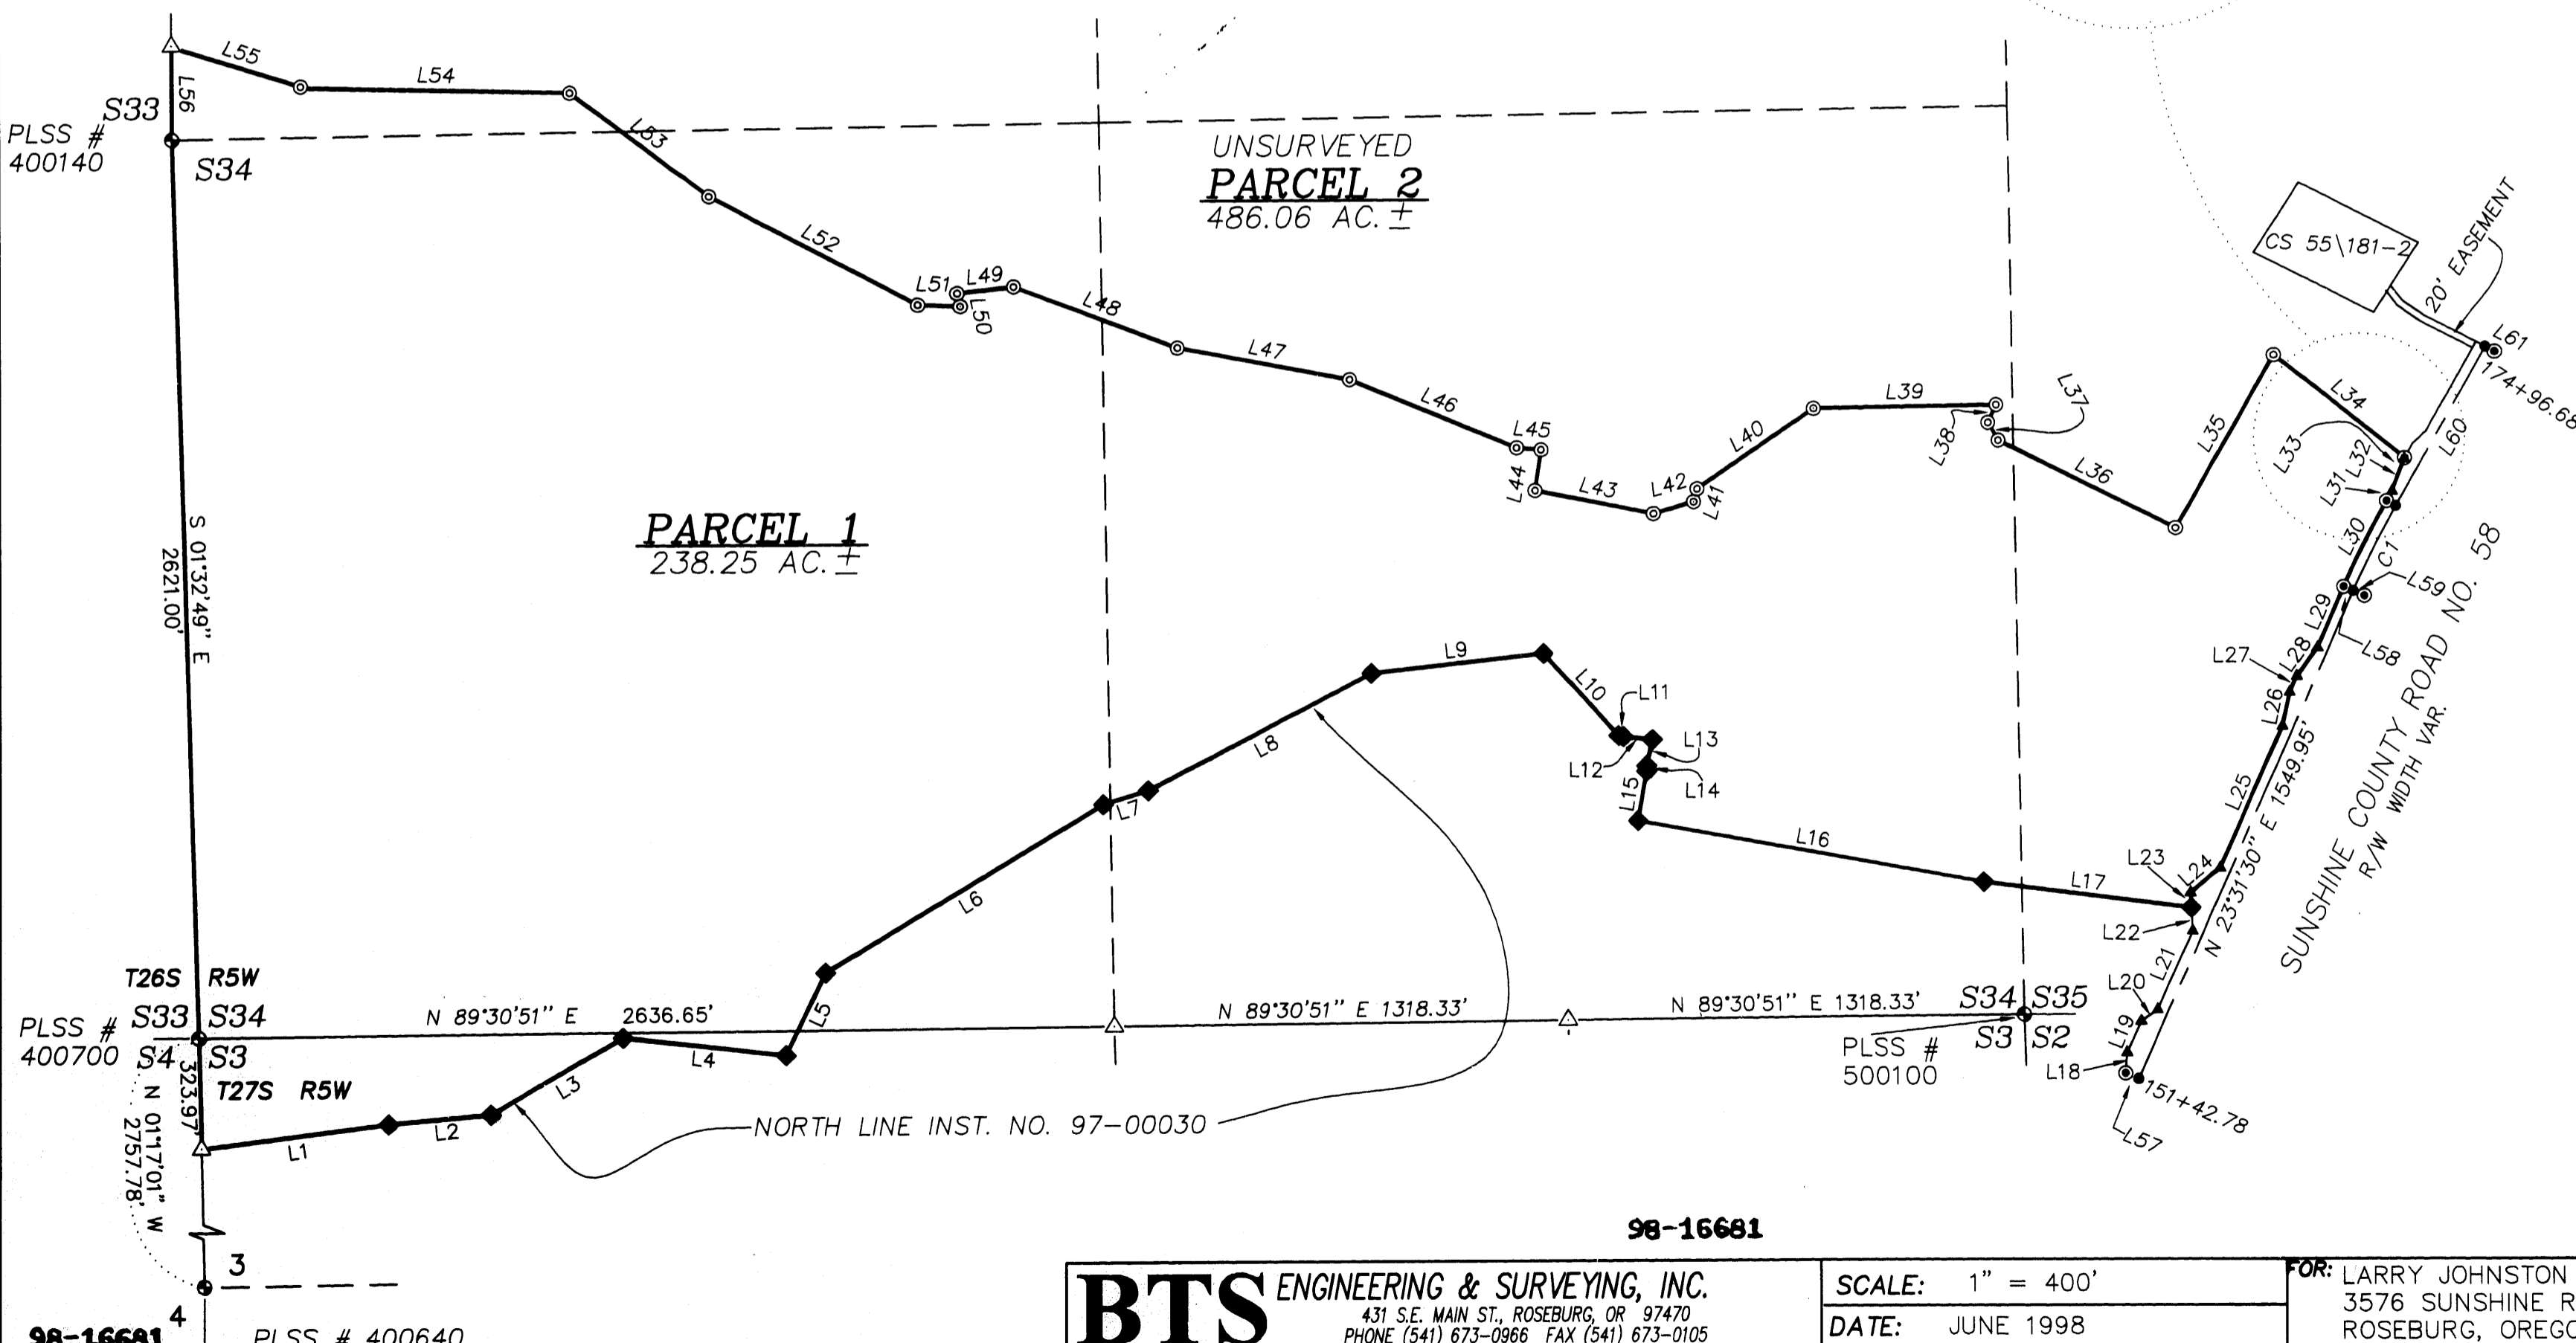 L55
L54
L56
S33
PLSS #
400140
S34
L53
UNSURVEYED
PARCEL 2
486.06 AC. ±
L52
L51
L49
L50
L48
L47
L46
L45
L44
L43
L42
L41
L40
L39
L38
L37
L36
L35
L34
L33
L32
L31
L30
CS 55\181-2
20' EASEMENT
L61
174+96.68
L60
C1
L59
L58
L29
L28
L27
L26
L25
N 23°31'30" E 1549.95'
SUNSHINE COUNTY ROAD NO. 58
R/W WIDTH VAR.
PARCEL 1
238.25 AC. ±
S 01°32'49" E
2621.00'
L9
L10
L11
L12
L13
L14
L15
L8
L7
L6
L16
L17
L23
L24
L22
L21
L20
L19
L18
151+42.78
L57
L5
T26S R5W
S33 S34
PLSS #
400700
S4 S3
T27S R5W
N 89°30'51" E 2636.65'
N 89°30'51" E 1318.33'
N 89°30'51" E 1318.33'
S34 S35
S3 S2
PLSS #
500100
L4
L3
L2
L1
323.97'
N 01°17'01" W
2757.78'
NORTH LINE INST. NO. 97-00030
3
4
98-16681
98-16681
PLSS # 400640
BTS ENGINEERING & SURVEYING, INC.
431 S.E. MAIN ST., ROSEBURG, OR 97470
PHONE (541) 673-0966 FAX (541) 673-0105
SCALE: 1" = 400'
DATE: JUNE 1998
FOR: LARRY JOHNSTON
3576 SUNSHINE R
ROSEBURG, OREGO